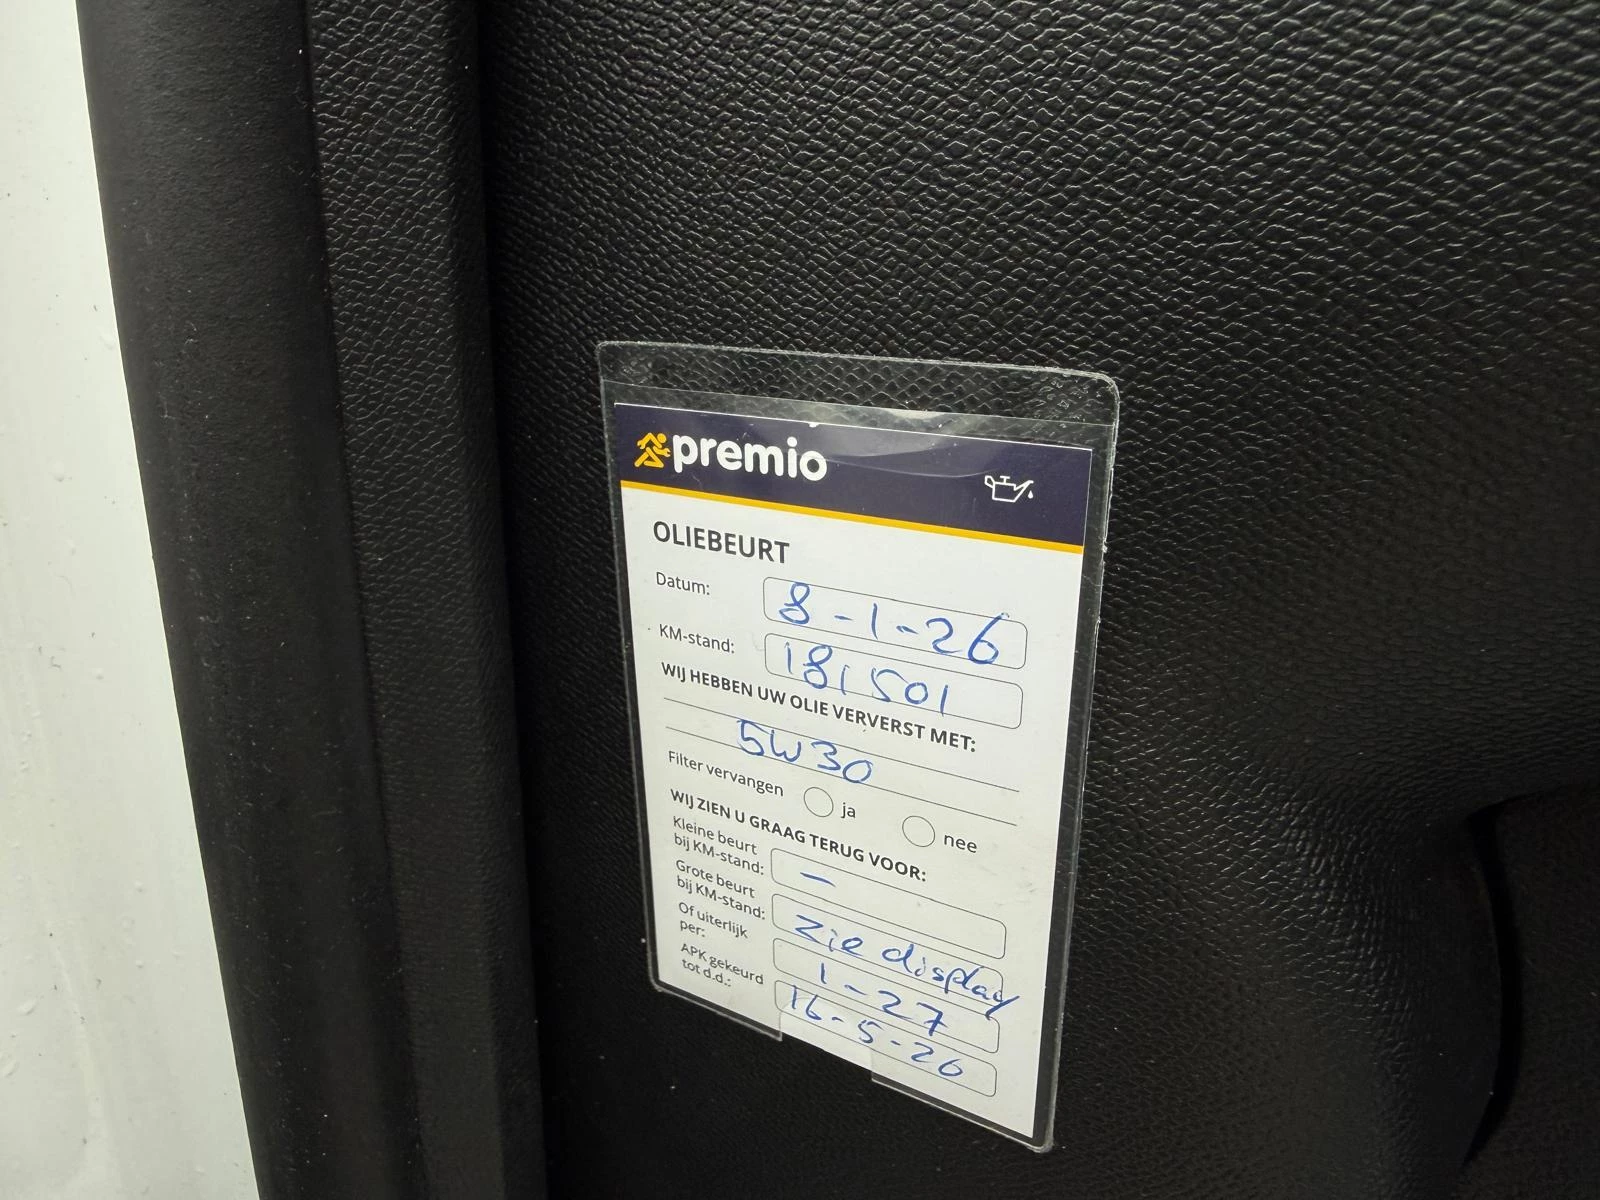 premio
OLIEBEURT
Datum: 8-1-26
KM-stand: 181501
WIJ HEBBEN UW OLIE VERVERST MET:
5W30
Filter vervangen ja nee
WIJ ZIEN U GRAAG TERUG VOOR:
Kleine beurt
bij KM-stand: -
Grote beurt
bij KM-stand: zie display
Of uiterlijk
per: 1-27
APK gekeurd
tot d.d.: 16-5-26